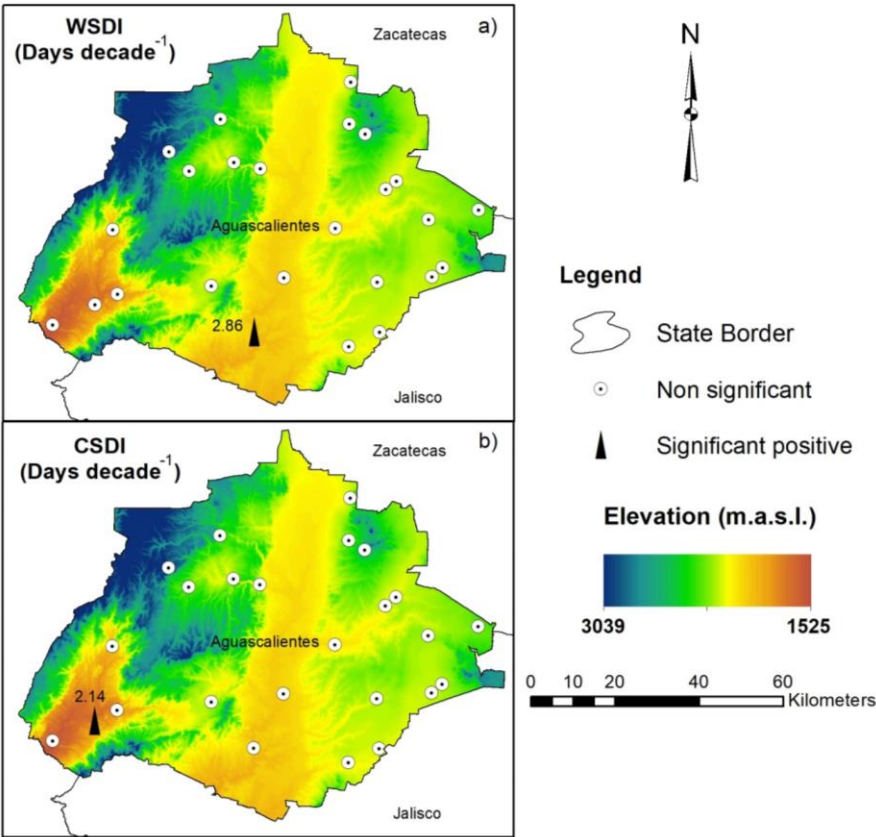 WSDI
(Days decade-1)
a)
Zacatecas
Aguascalientes
2.86
Jalisco
CSDI
(Days decade-1)
b)
Zacatecas
Aguascalientes
2.14
Jalisco
N
Legend
State Border
Non significant
Significant positive
Elevation (m.a.s.l.)
3039 1525
0 10 20 40 60
Kilometers